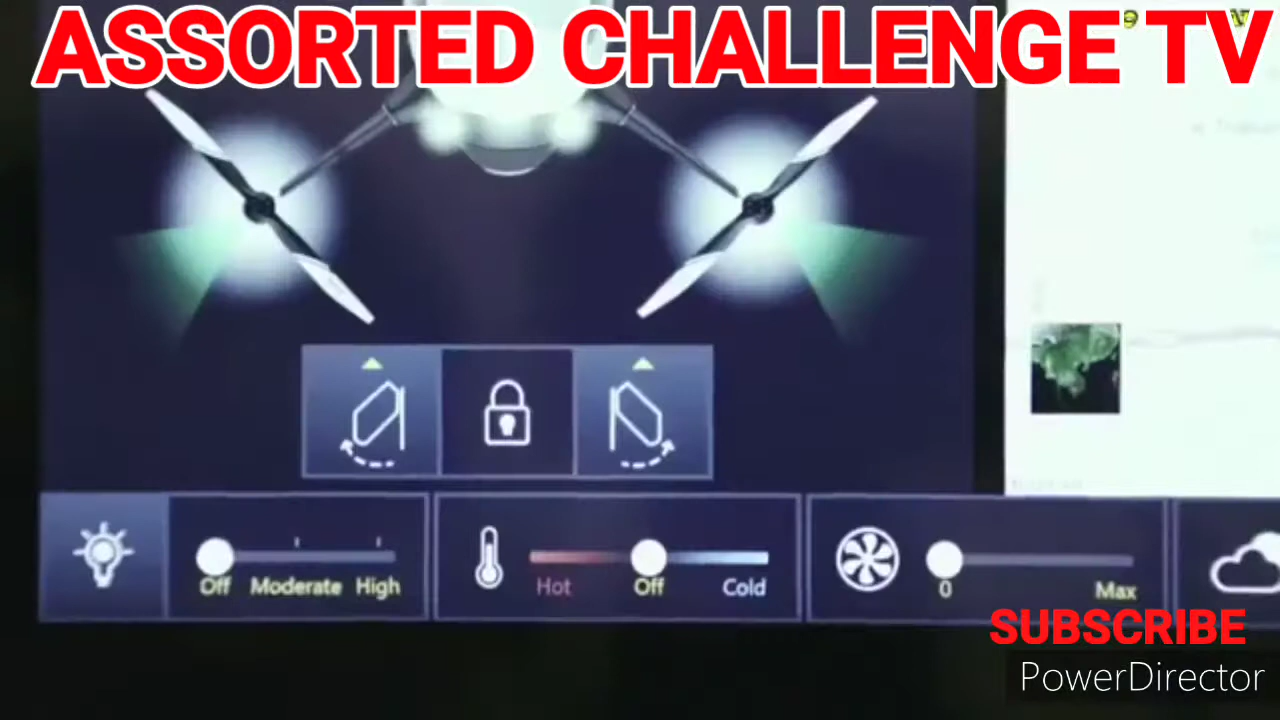 ASSORTED CHALLENGE TV
Off Moderate High
Hot Off Cold
0 Max
SUBSCRIBE
PowerDirector